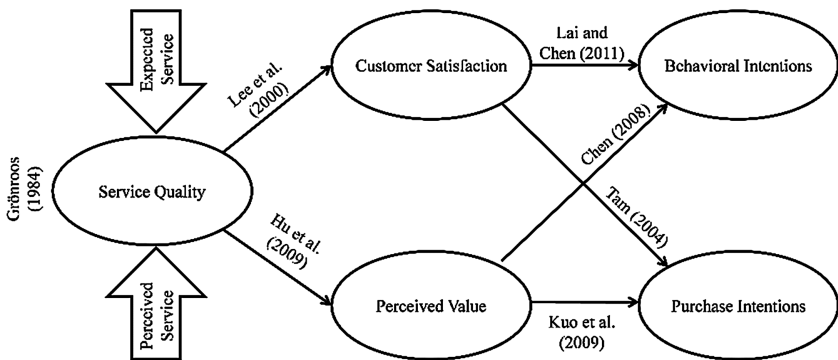 Grönroos
(1984)
Expected
Service
Service Quality
Perceived
Service
Lee et al.
(2000)
Hu et al.
(2009)
Customer Satisfaction
Lai and
Chen (2011)
Behavioral Intentions
Chen (2008)
Tam (2004)
Perceived Value
Kuo et al.
(2009)
Purchase Intentions